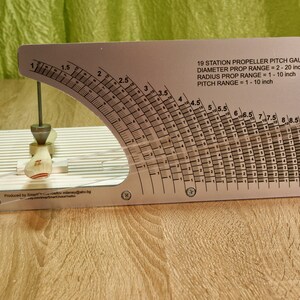 19 STATION PROPELLER PITCH GAU
DIAMETER PROP RANGE = 2 - 20 inc
RADIUS PROP RANGE = 1 - 10 inch
PITCH RANGE = 1 - 10 inch
1 1.5 2 2.5 3 3.5 4 4.5 5 5.5 6 6.5 7 7.5 8 8.5